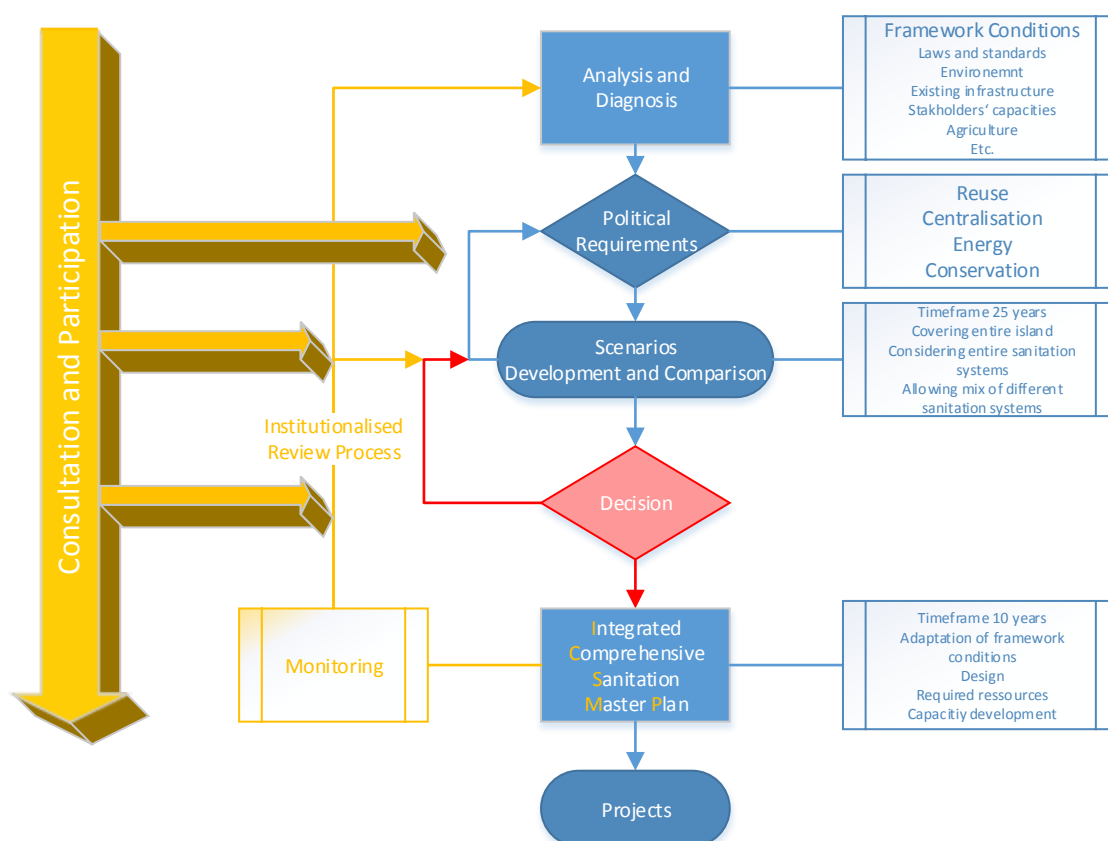 Consultation and Participation
Analysis and
Diagnosis
Framework Conditions
Laws and standards
Environemnt
Existing infrastructure
Stakholders‘ capacities
Agriculture
Etc.
Political
Requirements
Reuse
Centralisation
Energy
Conservation
Scenarios
Development and Comparison
Timeframe 25 years
Covering entire island
Considering entire sanitation
systems
Allowing mix of different
sanitation systems
Institutionalised
Review Process
Decision
Monitoring
Integrated
Comprehensive
Sanitation
Master Plan
Timeframe 10 years
Adaptation of framework
conditions
Design
Required ressources
Capacitiy development
Projects